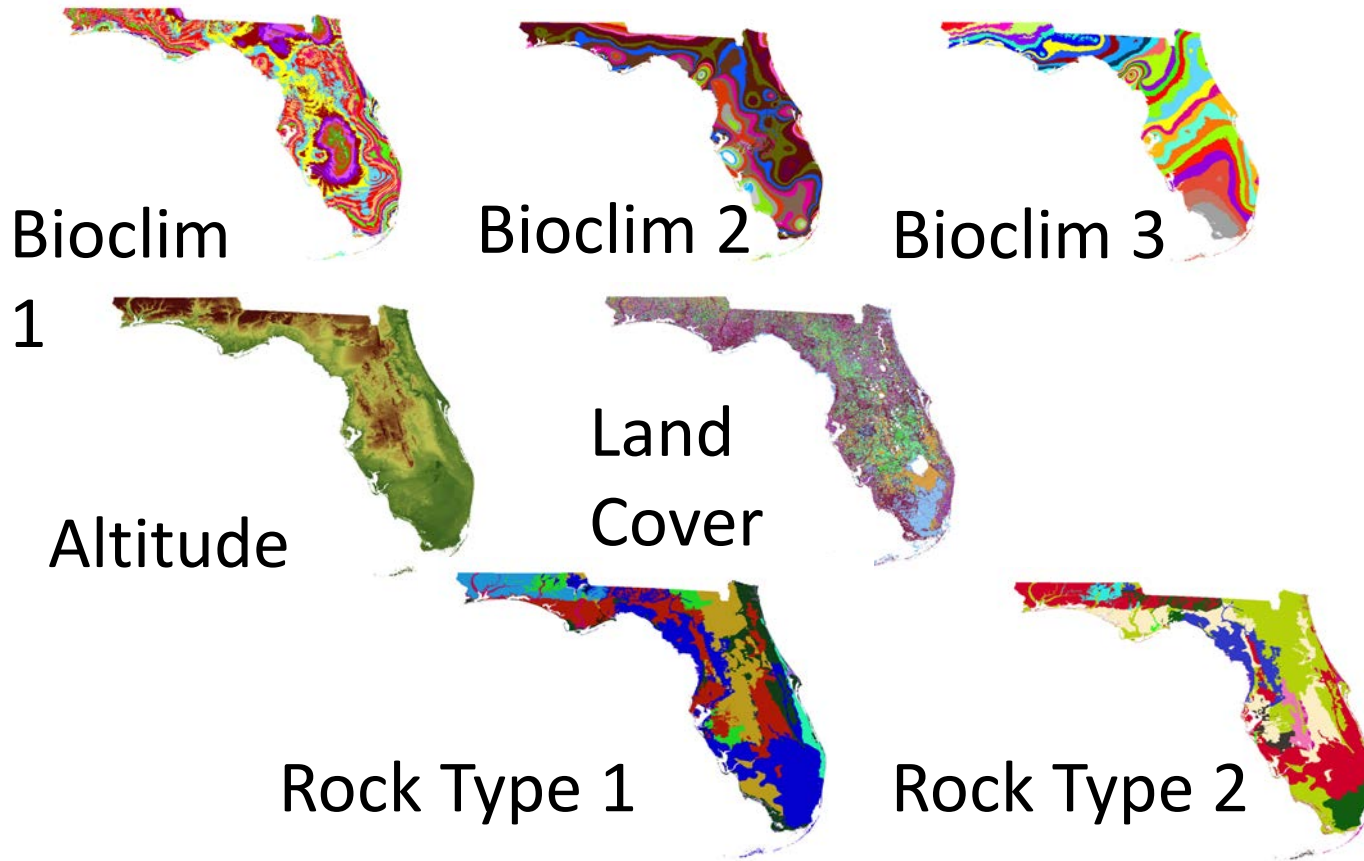 Bioclim
1
Bioclim 2
Bioclim 3
Altitude
Land
Cover
Rock Type 1
Rock Type 2